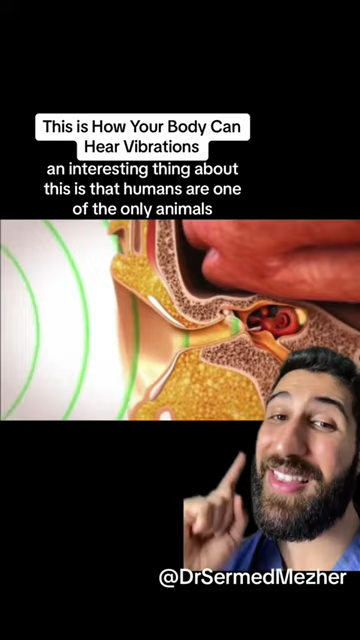 This is How Your Body Can
Hear Vibrations
an interesting thing about
this is that humans are one
of the only animals
@DrSermedMezher